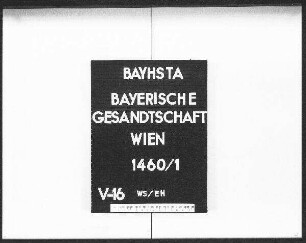 BAYHSTA
BAYERISCHE
GESANDTSCHAFT
WIEN
1460/1
V-16 WS/EH